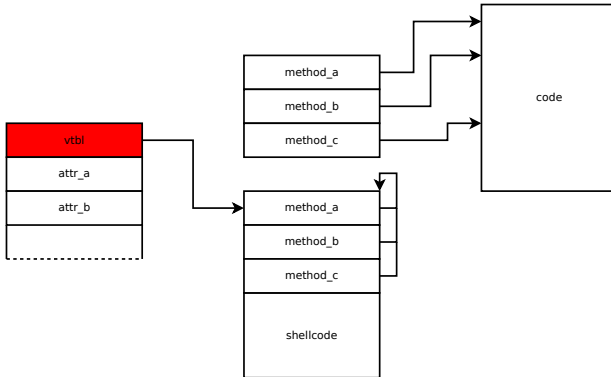 method_a
method_b
method_c
code
vtbl
attr_a
attr_b
method_a
method_b
method_c
shellcode